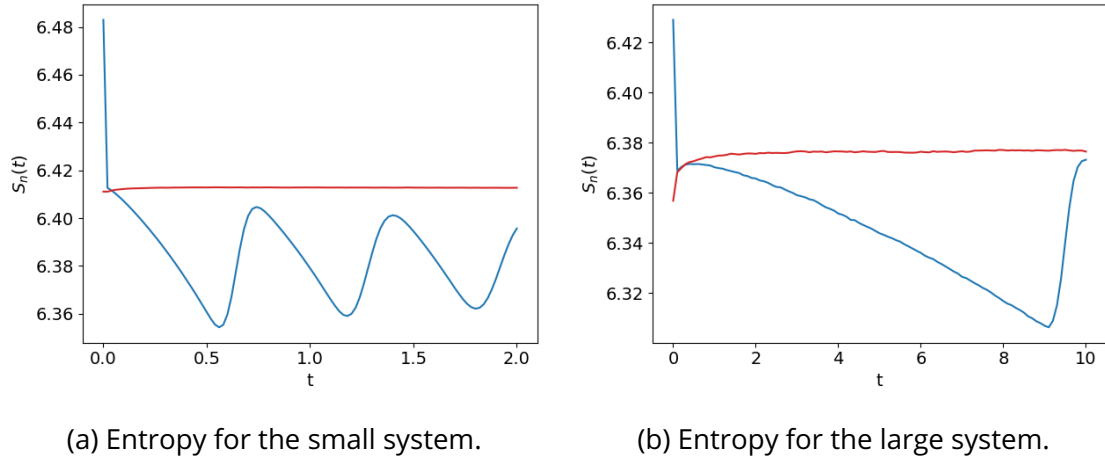 6.48
6.46
6.44
6.42
6.40
6.38
6.36
Sₙ(t)
0.0 0.5 1.0 1.5 2.0
t
(a) Entropy for the small system.
6.42
6.40
6.38
6.36
6.34
6.32
Sₙ(t)
0 2 4 6 8 10
t
(b) Entropy for the large system.